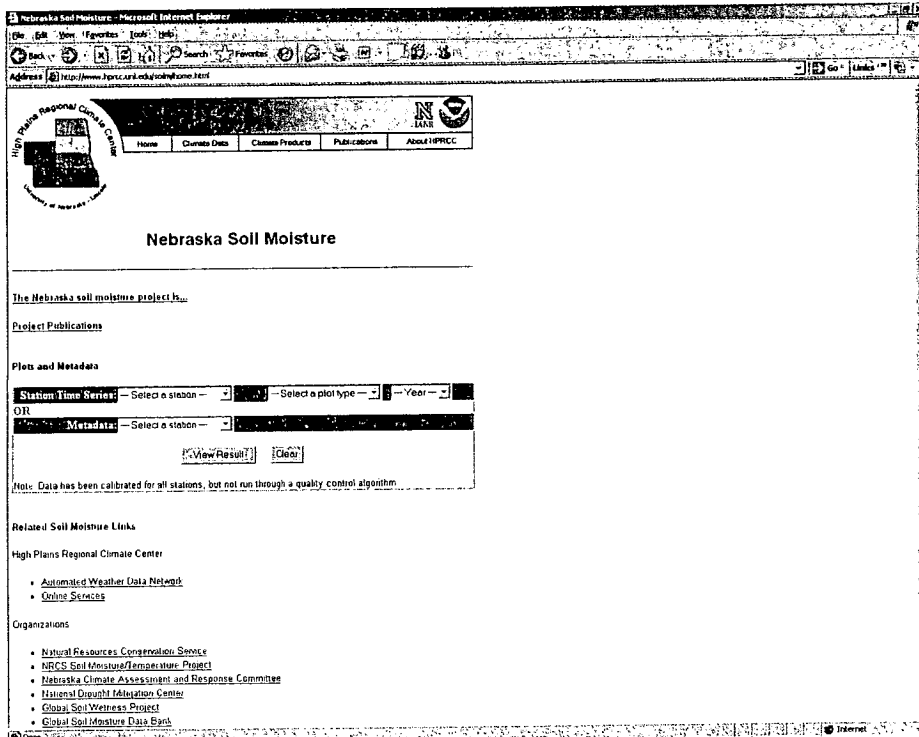 Nebraska Soil Moisture - Microsoft Internet Explorer
File Edit View Favorites Tools Help
Back Search Favorites
Address http://www.hprcc.unl.edu/soilm/home.html Go Links
High Plains Regional Climate Center
University of Nebraska - Lincoln
N
IANR
Home Climate Data Climate Products Publications About HPRCC
Nebraska Soil Moisture
The Nebraska soil moisture project is...
Project Publications
Plots and Metadata
Station Time Series: -- Select a station -- -- Select a plot type -- -- Year --
OR
Metadata: -- Select a station --
View Result Clear
Note: Data has been calibrated for all stations, but not run through a quality control algorithm
Related Soil Moisture Links
High Plains Regional Climate Center
• Automated Weather Data Network
• Online Services
Organizations
• Natural Resources Conservation Service
• NRCS Soil Moisture/Temperature Project
• Nebraska Climate Assessment and Response Committee
• National Drought Mitigation Center
• Global Soil Wetness Project
• Global Soil Moisture Data Bank
Internet